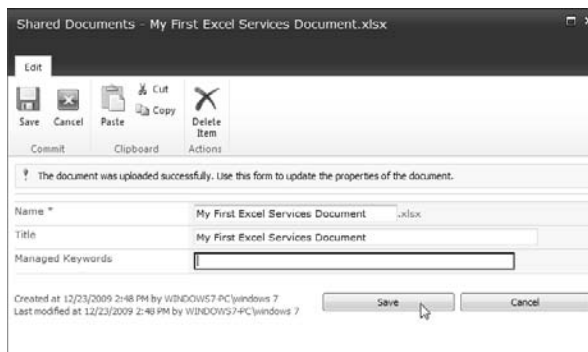 Shared Documents - My First Excel Services Document.xlsx
Edit
Save Cancel Paste Cut Copy Delete Item
Commit Clipboard Actions
The document was uploaded successfully. Use this form to update the properties of the document.
Name * My First Excel Services Document .xlsx
Title My First Excel Services Document
Managed Keywords
Created at 12/23/2009 2:48 PM by WINDOWS7-PC\windows 7
Last modified at 12/23/2009 2:48 PM by WINDOWS7-PC\windows 7
Save Cancel